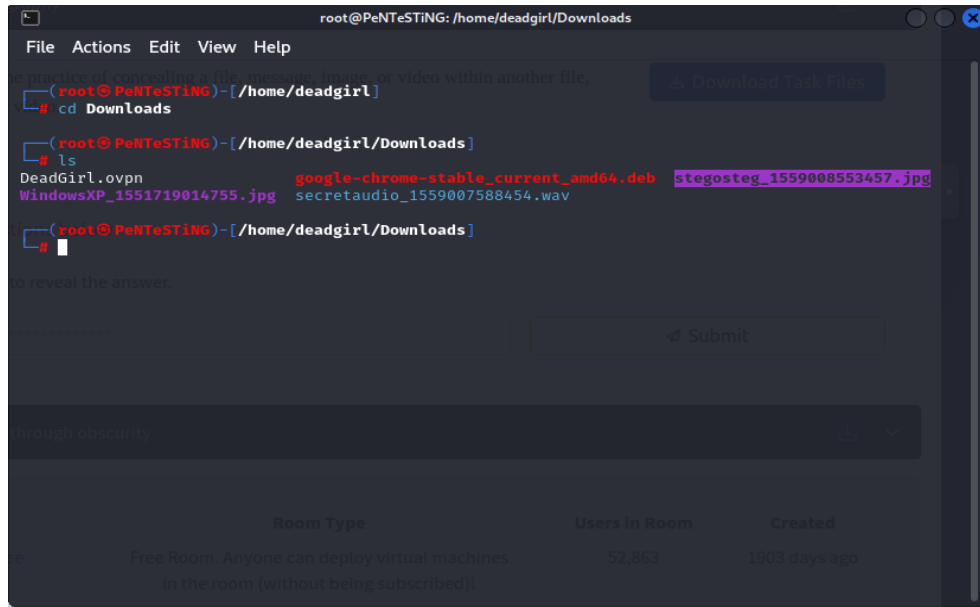 root@PeNTeSTiNG: /home/deadgirl/Downloads
File Actions Edit View Help
he practice of concealing a file, message, image, or video within another file,
Download Task Files
┌──(root㉿PeNTeSTiNG)-[/home/deadgirl]
└─# cd Downloads
┌──(root㉿PeNTeSTiNG)-[/home/deadgirl/Downloads]
└─# ls
DeadGirl.ovpn google-chrome-stable_current_amd64.deb stegosteg_1559008553457.jpg
WindowsXP_1551719014755.jpg secretaudio_1559007588454.wav
┌──(root㉿PeNTeSTiNG)-[/home/deadgirl/Downloads]
└─#
to reveal the answer.
Submit
through obscurity
Room Type Users in Room Created
Free Room. Anyone can deploy virtual machines 52,863 1903 days ago
in the room (without being subscribed)!